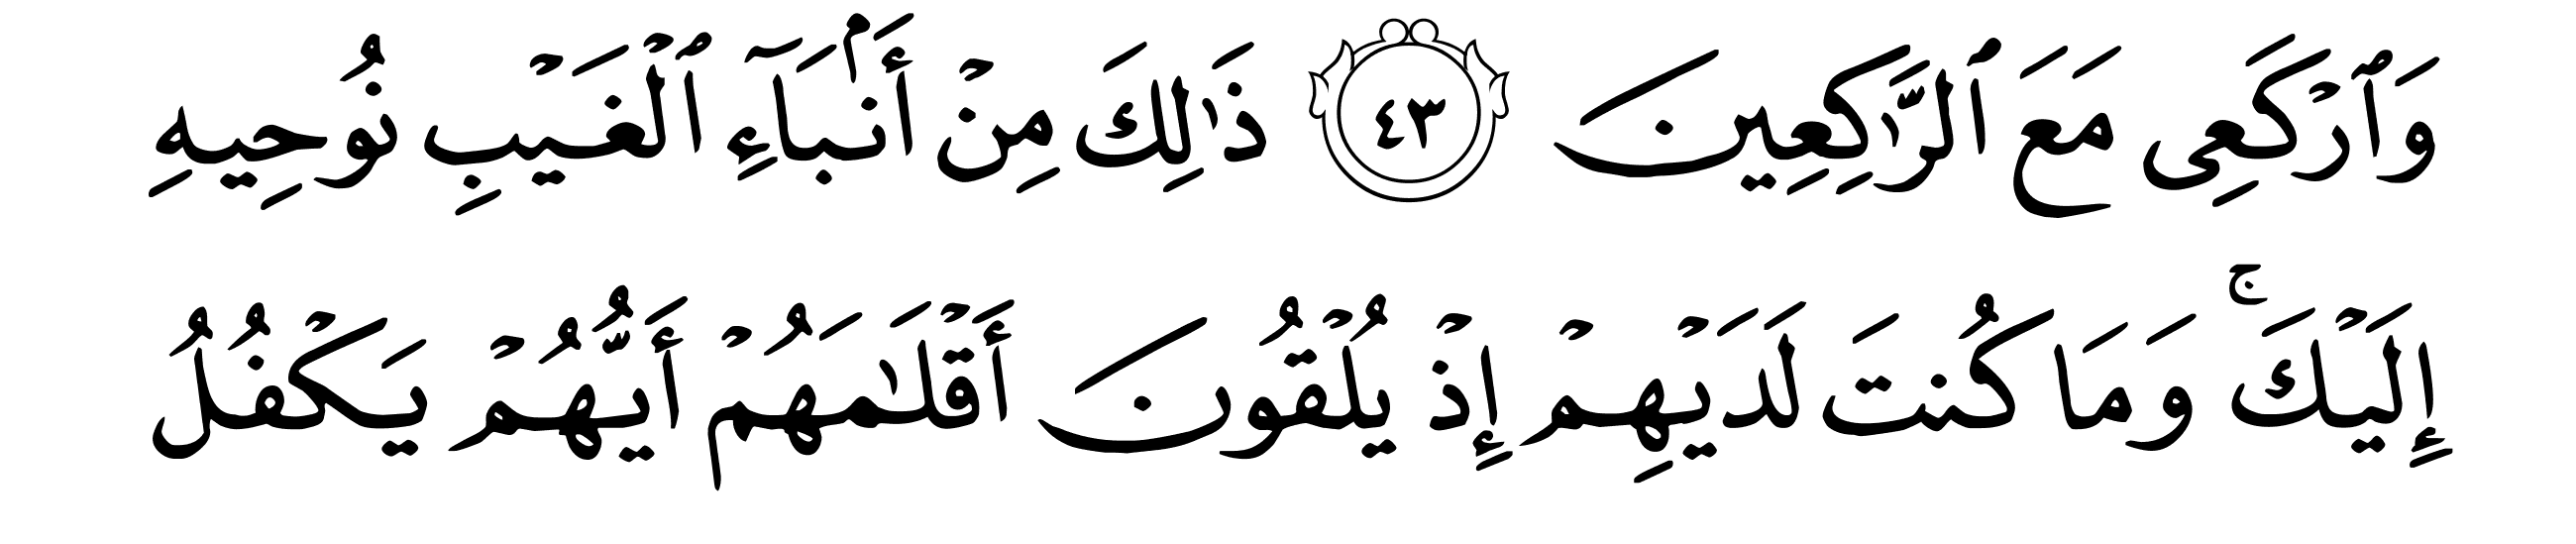 وَٱرْكَعِى مَعَ ٱلرَّٰكِعِينَ ٤٣ ذَٰلِكَ مِنْ أَنۢبَآءِ ٱلْغَيْبِ نُوحِيهِ
إِلَيْكَ ۚ وَمَا كُنتَ لَدَيْهِمْ إِذْ يُلْقُونَ أَقْلَـٰمَهُمْ أَيُّهُمْ يَكْفُلُ